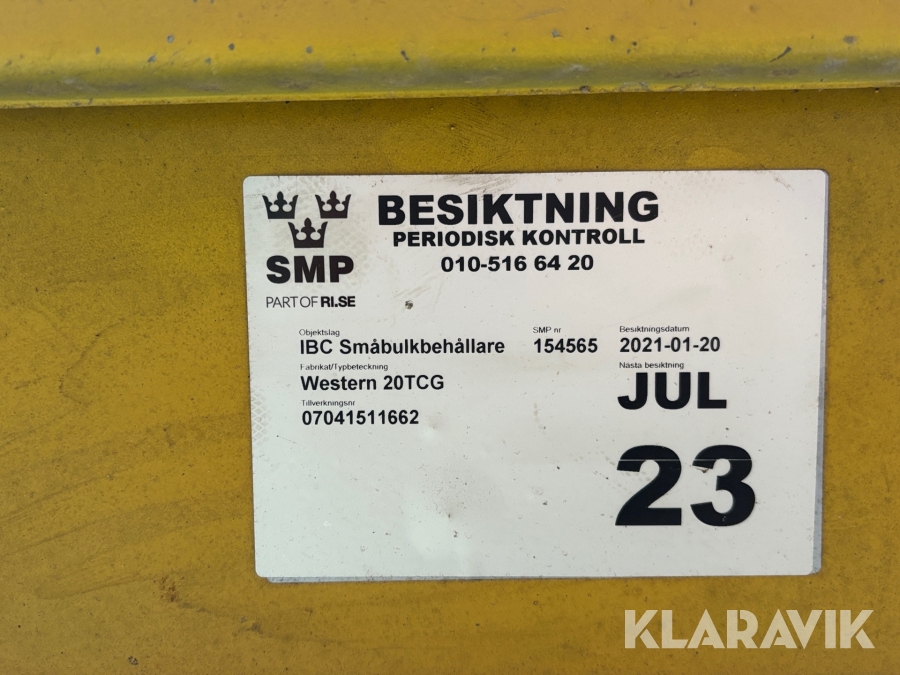 BESIKTNING
PERIODISK KONTROLL
010-516 64 20
SMP
PART OF RI.SE
Objektslag
IBC Småbulkbehållare
SMP nr
154565
Besiktningsdatum
2021-01-20
Fabrikat/Typbeteckning
Western 20TCG
Nästa besiktning
JUL
23
Tillverkningsnr
07041511662
KLARAVIK